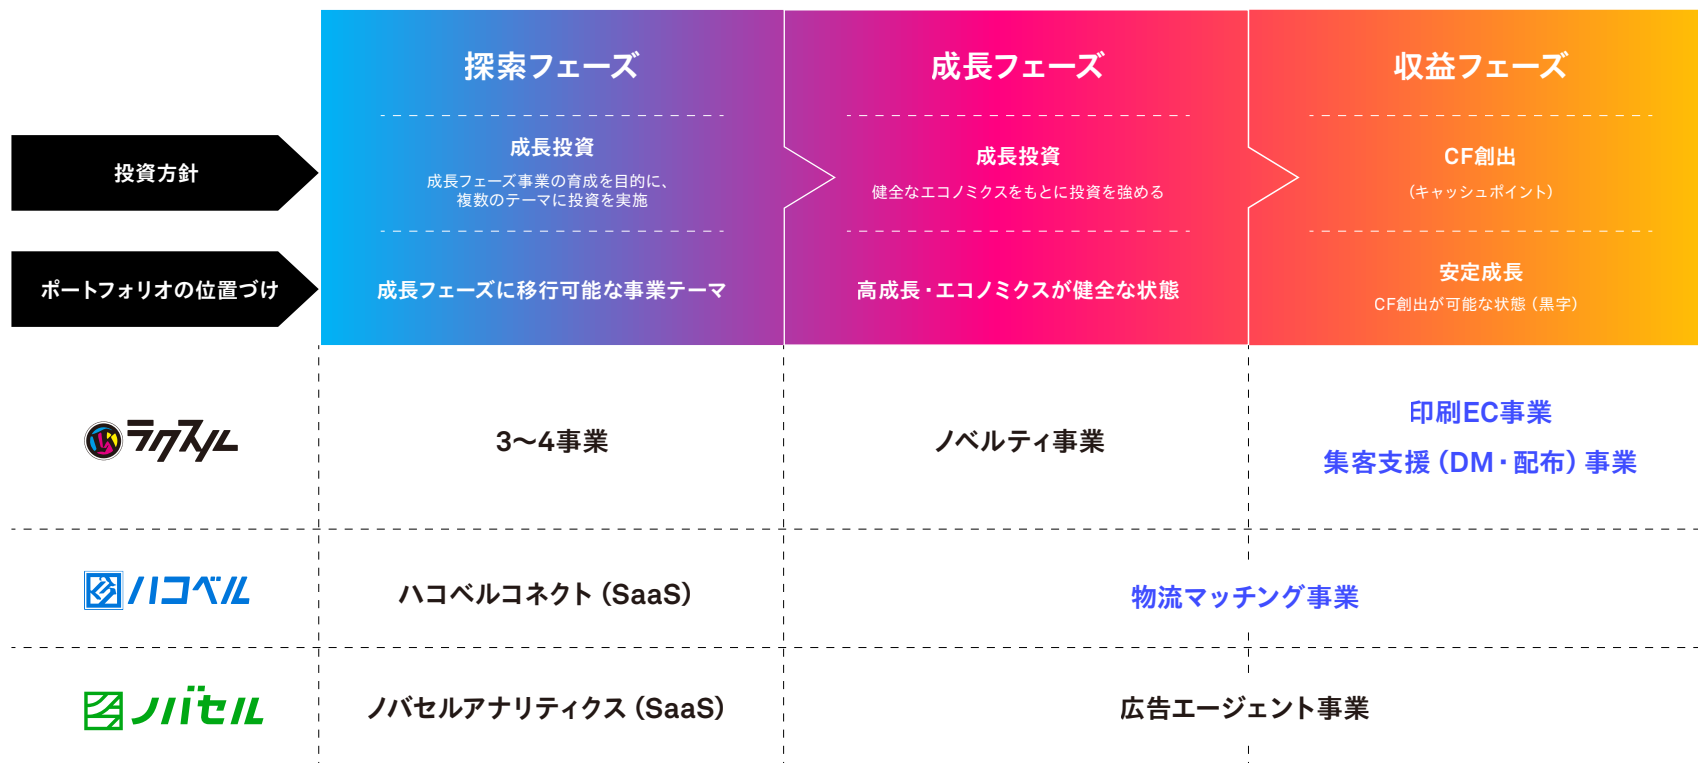 探索フェーズ
成長フェーズ
収益フェーズ
投資方針
成長投資
成長フェーズ事業の育成を目的に、
複数のテーマに投資を実施
成長投資
健全なエコノミクスをもとに投資を強める
CF創出
（キャッシュポイント）
ポートフォリオの位置づけ
成長フェーズに移行可能な事業テーマ
高成長・エコノミクスが健全な状態
安定成長
CF創出が可能な状態（黒字）
ラクスル
3〜4事業
ノベルティ事業
印刷EC事業
集客支援（DM・配布）事業
ハコベル
ハコベルコネクト（SaaS）
物流マッチング事業
ノバセル
ノバセルアナリティクス（SaaS）
広告エージェント事業